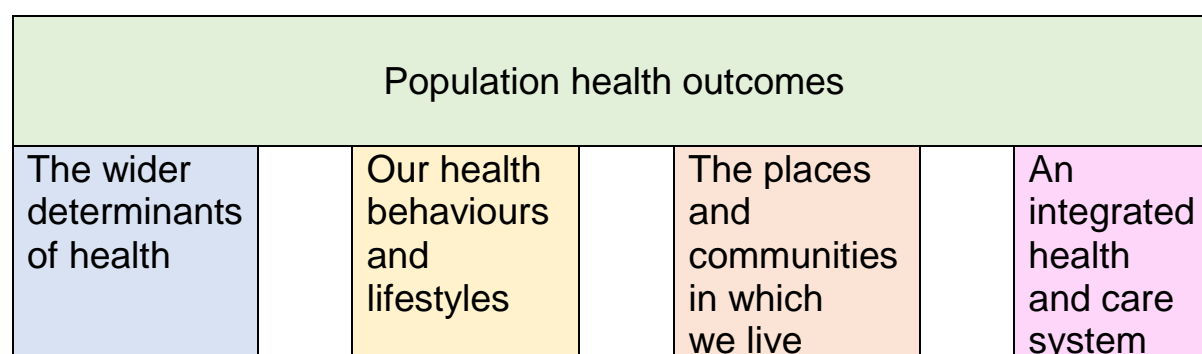 Population health outcomes
The wider
determinants
of health
Our health
behaviours
and
lifestyles
The places
and
communities
in which
we live
An
integrated
health
and care
system